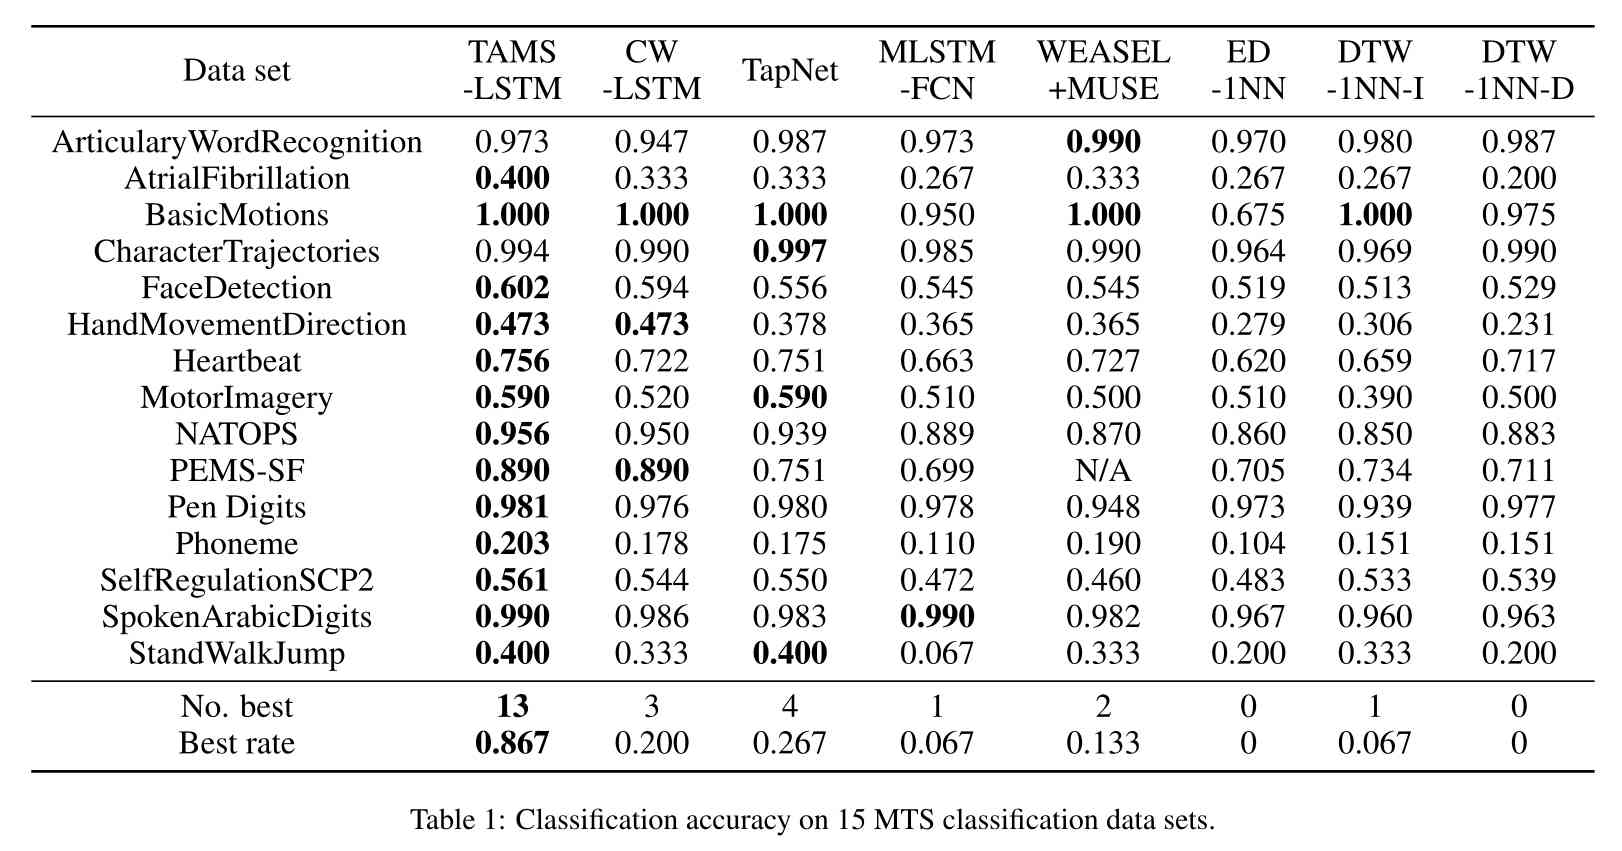 Data set TAMS -LSTM CW -LSTM TapNet MLSTM -FCN WEASEL +MUSE ED -1NN DTW -1NN-I DTW -1NN-D
ArticularyWordRecognition 0.973 0.947 0.987 0.973 0.990 0.970 0.980 0.987
AtrialFibrillation 0.400 0.333 0.333 0.267 0.333 0.267 0.267 0.200
BasicMotions 1.000 1.000 1.000 0.950 1.000 0.675 1.000 0.975
CharacterTrajectories 0.994 0.990 0.997 0.985 0.990 0.964 0.969 0.990
FaceDetection 0.602 0.594 0.556 0.545 0.545 0.519 0.513 0.529
HandMovementDirection 0.473 0.473 0.378 0.365 0.365 0.279 0.306 0.231
Heartbeat 0.756 0.722 0.751 0.663 0.727 0.620 0.659 0.717
MotorImagery 0.590 0.520 0.590 0.510 0.500 0.510 0.390 0.500
NATOPS 0.956 0.950 0.939 0.889 0.870 0.860 0.850 0.883
PEMS-SF 0.890 0.890 0.751 0.699 N/A 0.705 0.734 0.711
Pen Digits 0.981 0.976 0.980 0.978 0.948 0.973 0.939 0.977
Phoneme 0.203 0.178 0.175 0.110 0.190 0.104 0.151 0.151
SelfRegulationSCP2 0.561 0.544 0.550 0.472 0.460 0.483 0.533 0.539
SpokenArabicDigits 0.990 0.986 0.983 0.990 0.982 0.967 0.960 0.963
StandWalkJump 0.400 0.333 0.400 0.067 0.333 0.200 0.333 0.200
No. best 13 3 4 1 2 0 1 0
Best rate 0.867 0.200 0.267 0.067 0.133 0 0.067 0
Table 1: Classification accuracy on 15 MTS classification data sets.